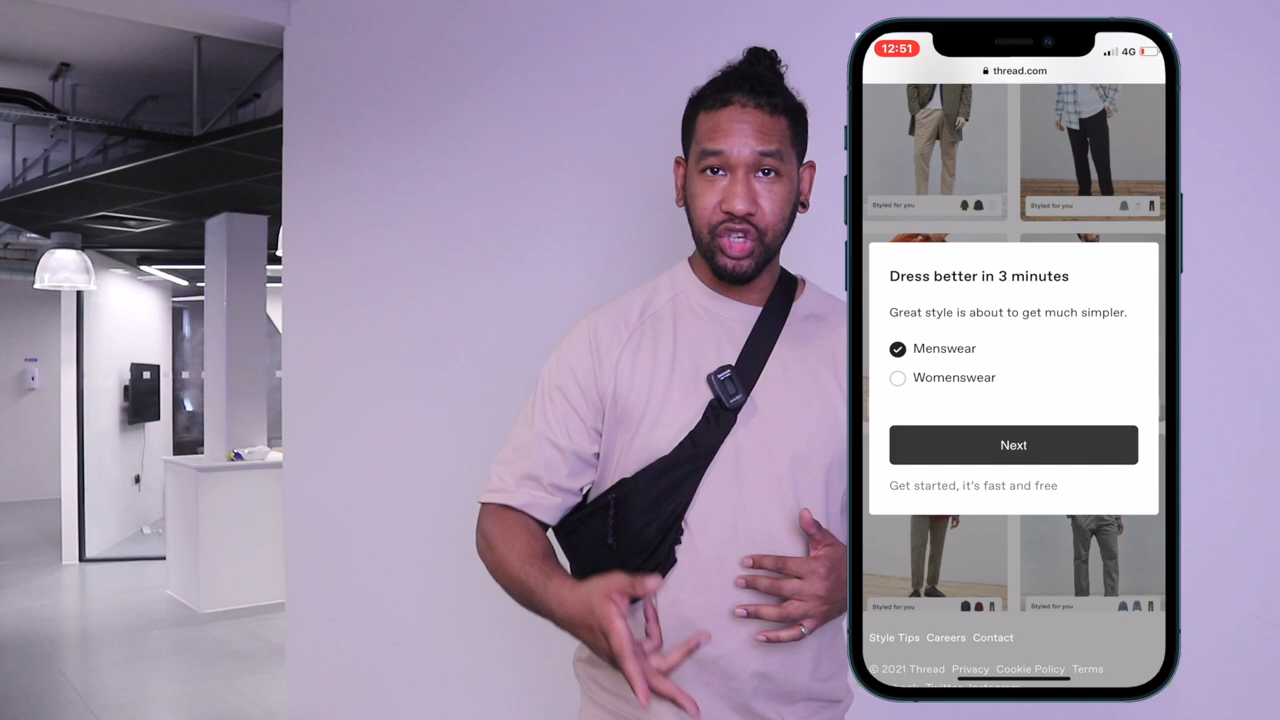 12:51
4G
thread.com
Styled for you
Styled for you
Dress better in 3 minutes
Great style is about to get much simpler.
Menswear
Womenswear
Next
Get started, it's fast and free
Styled for you
Styled for you
Style Tips Careers Contact
© 2021 Thread Privacy Cookie Policy Terms